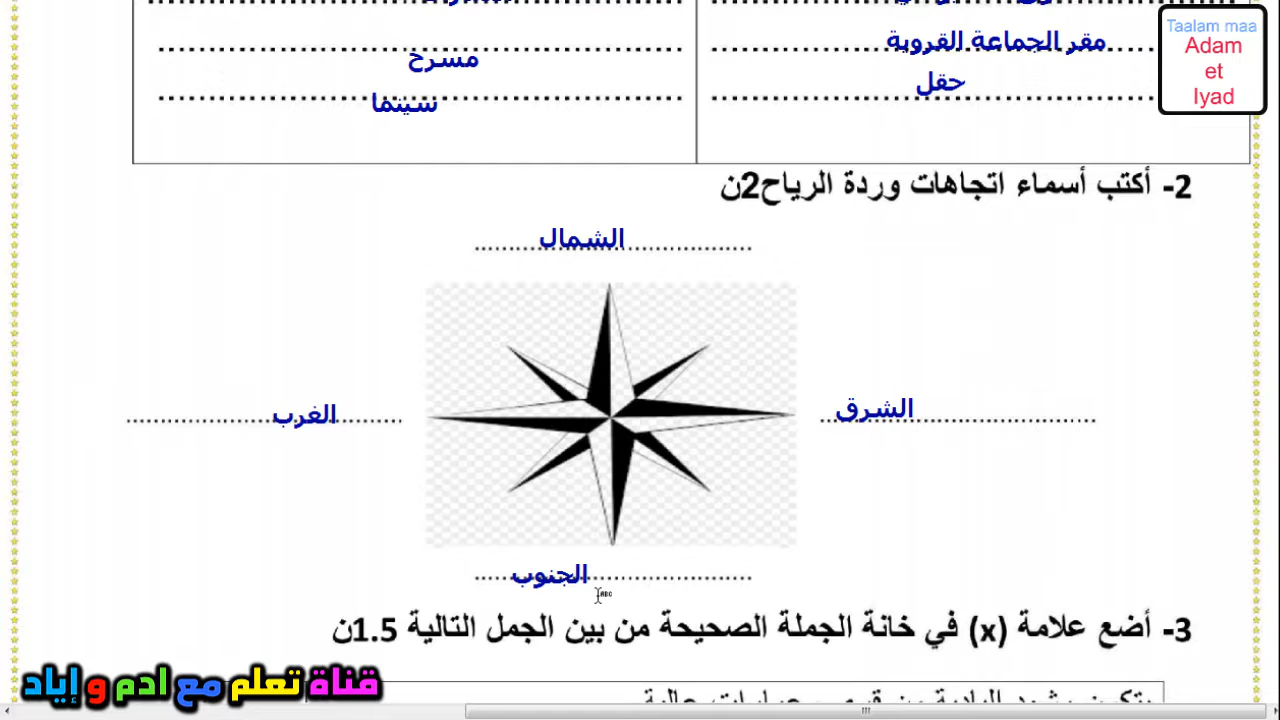 Taalam maa
Adam
et
Iyad
مقر الجماعة القروية
حقل
مسرح
سينما
2- أكتب أسماء اتجاهات وردة الرياح2ن
الشمال
الشرق
الغرب
الجنوب
ABC
3- أضع علامة (x) في خانة الجملة الصحيحة من بين الجمل التالية 1.5ن
قناة تعلم مع ادم و إياد